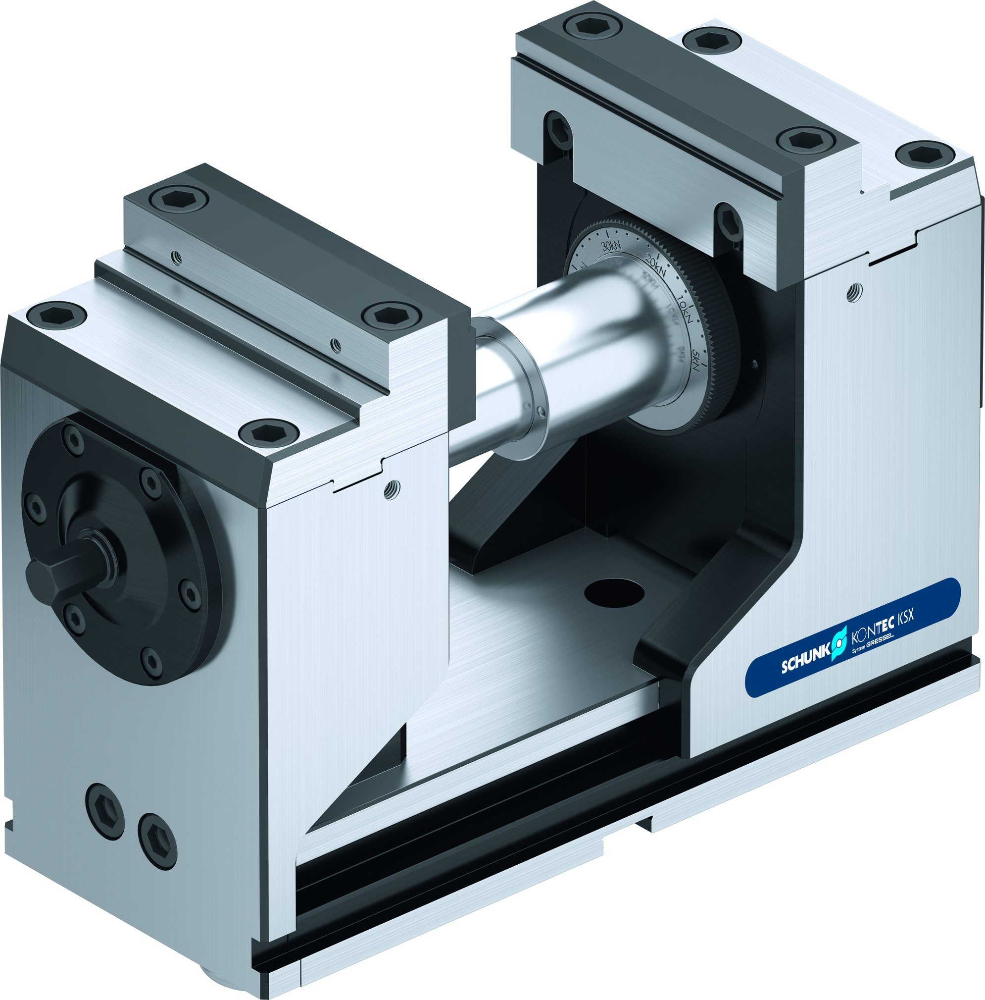 30kN
20kN
10kN
5kN
SCHUNK
KONTEC KSX
System GRESSEL